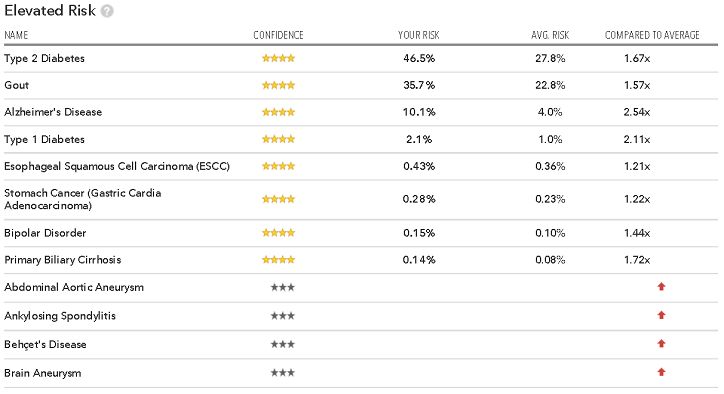 Elevated Risk ?
NAME CONFIDENCE YOUR RISK AVG. RISK COMPARED TO AVERAGE
Type 2 Diabetes ★★★★ 46.5% 27.8% 1.67x
Gout ★★★★ 35.7% 22.8% 1.57x
Alzheimer's Disease ★★★★ 10.1% 4.0% 2.54x
Type 1 Diabetes ★★★★ 2.1% 1.0% 2.11x
Esophageal Squamous Cell Carcinoma (ESCC) ★★★★ 0.43% 0.36% 1.21x
Stomach Cancer (Gastric Cardia
Adenocarcinoma) ★★★★ 0.28% 0.23% 1.22x
Bipolar Disorder ★★★★ 0.15% 0.10% 1.44x
Primary Biliary Cirrhosis ★★★★ 0.14% 0.08% 1.72x
Abdominal Aortic Aneurysm ★★★ ⬆
Ankylosing Spondylitis ★★★ ⬆
Behçet's Disease ★★★ ⬆
Brain Aneurysm ★★★ ⬆